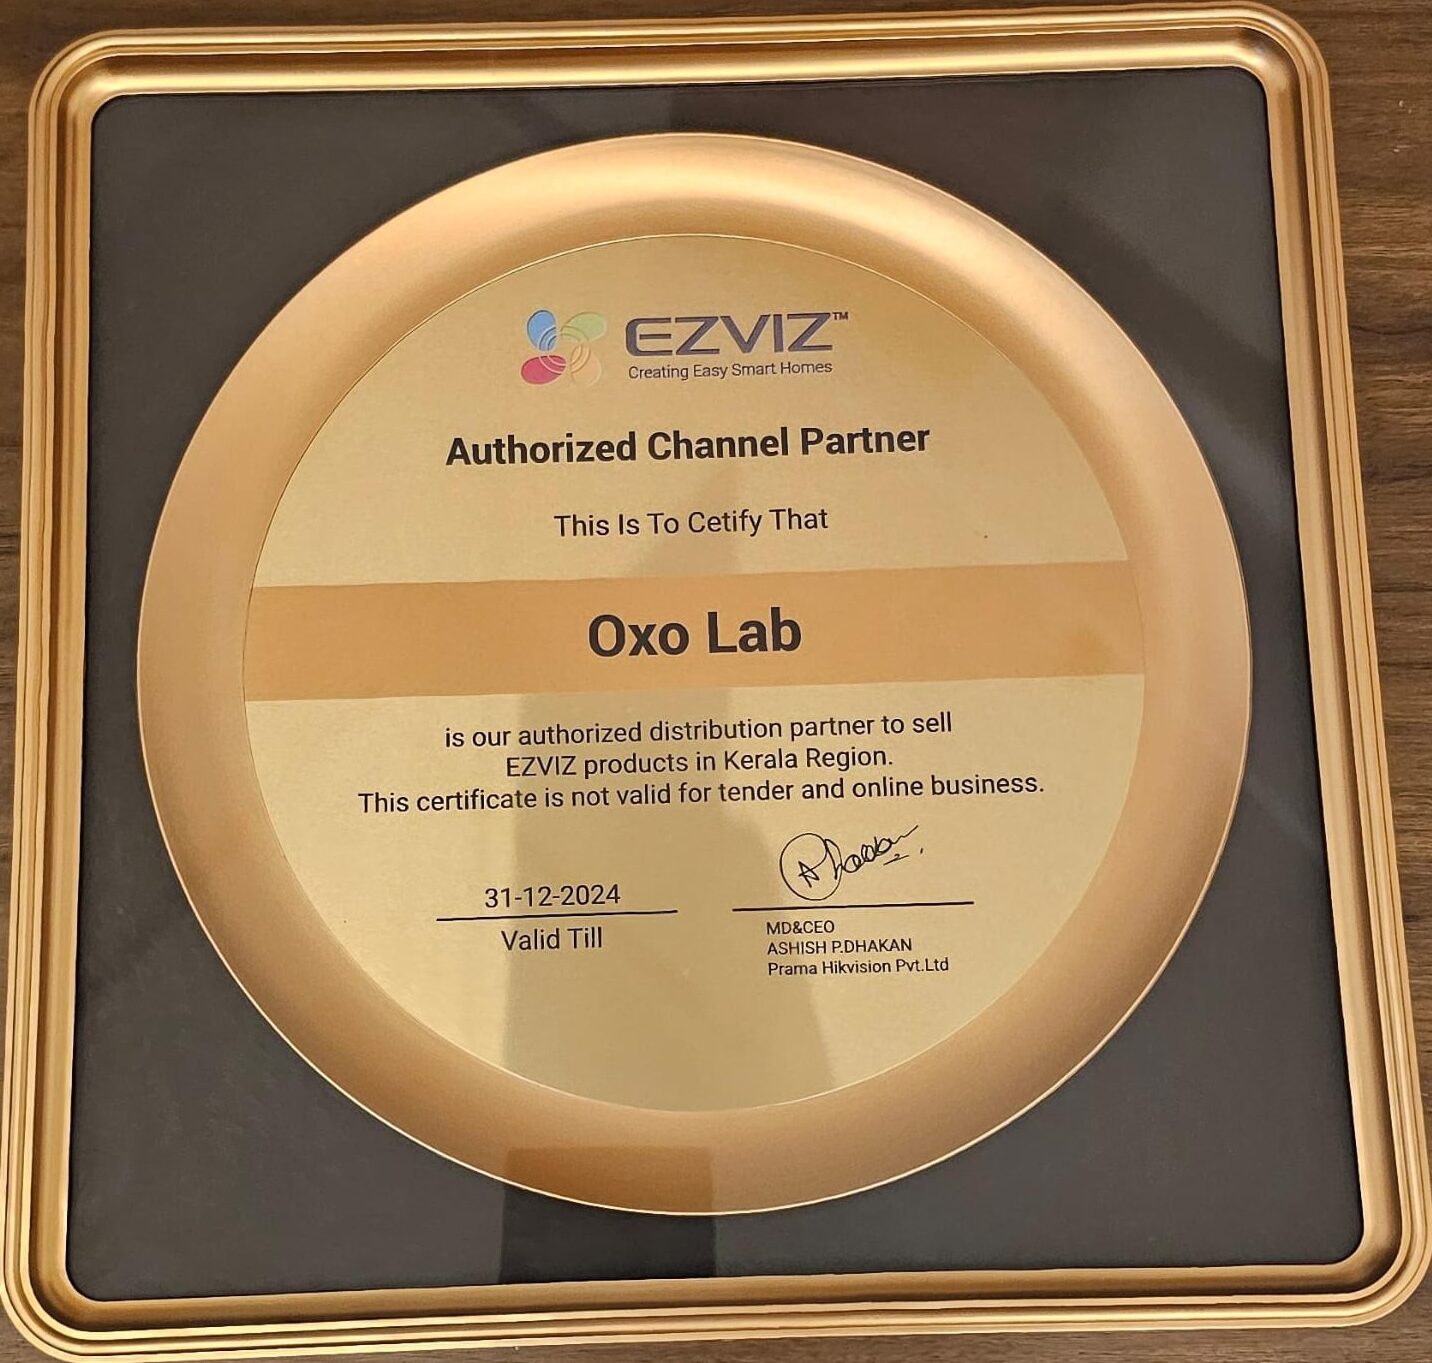 EZVIZ™
Creating Easy Smart Homes
Authorized Channel Partner
This Is To Cetify That
Oxo Lab
is our authorized distribution partner to sell
EZVIZ products in Kerala Region.
This certificate is not valid for tender and online business.
31-12-2024
Valid Till
MD&CEO
ASHISH P.DHAKAN
Prama Hikvision Pvt.Ltd